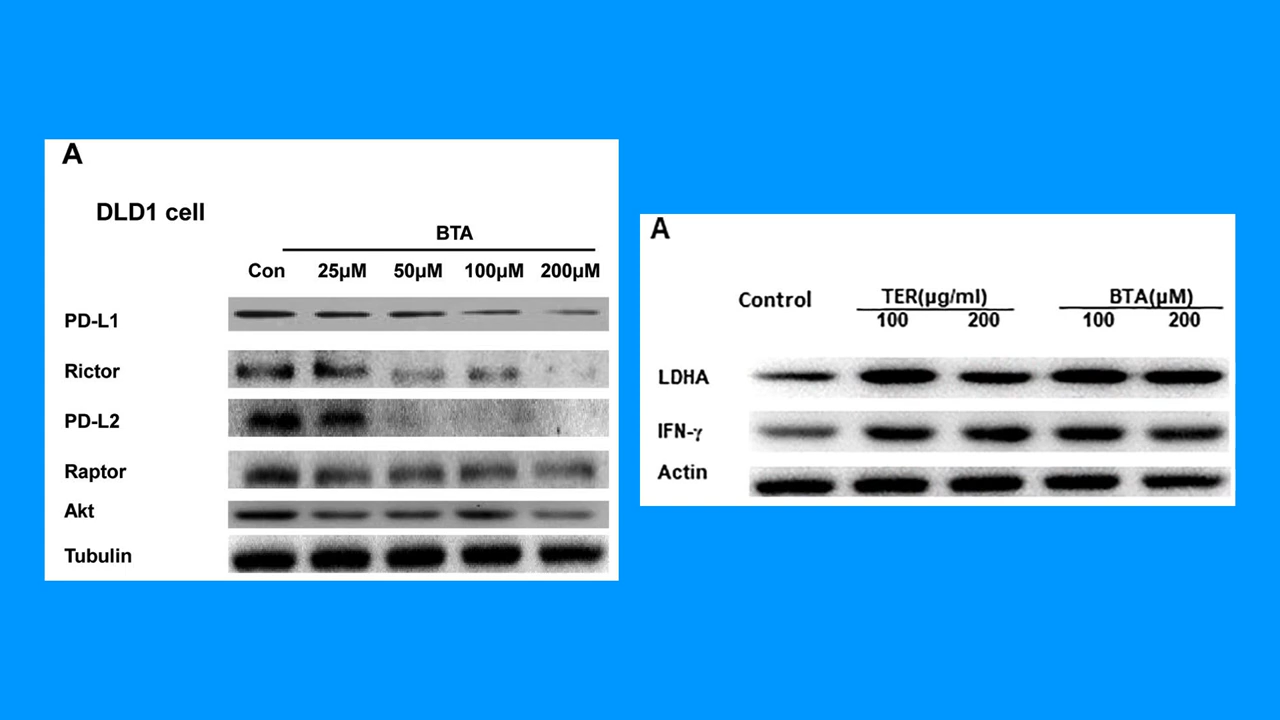 A
DLD1 cell
BTA
Con 25µM 50µM 100µM 200µM
PD-L1
Rictor
PD-L2
Raptor
Akt
Tubulin
A
Control TER(µg/ml) BTA(µM)
100 200 100 200
LDHA
IFN-γ
Actin